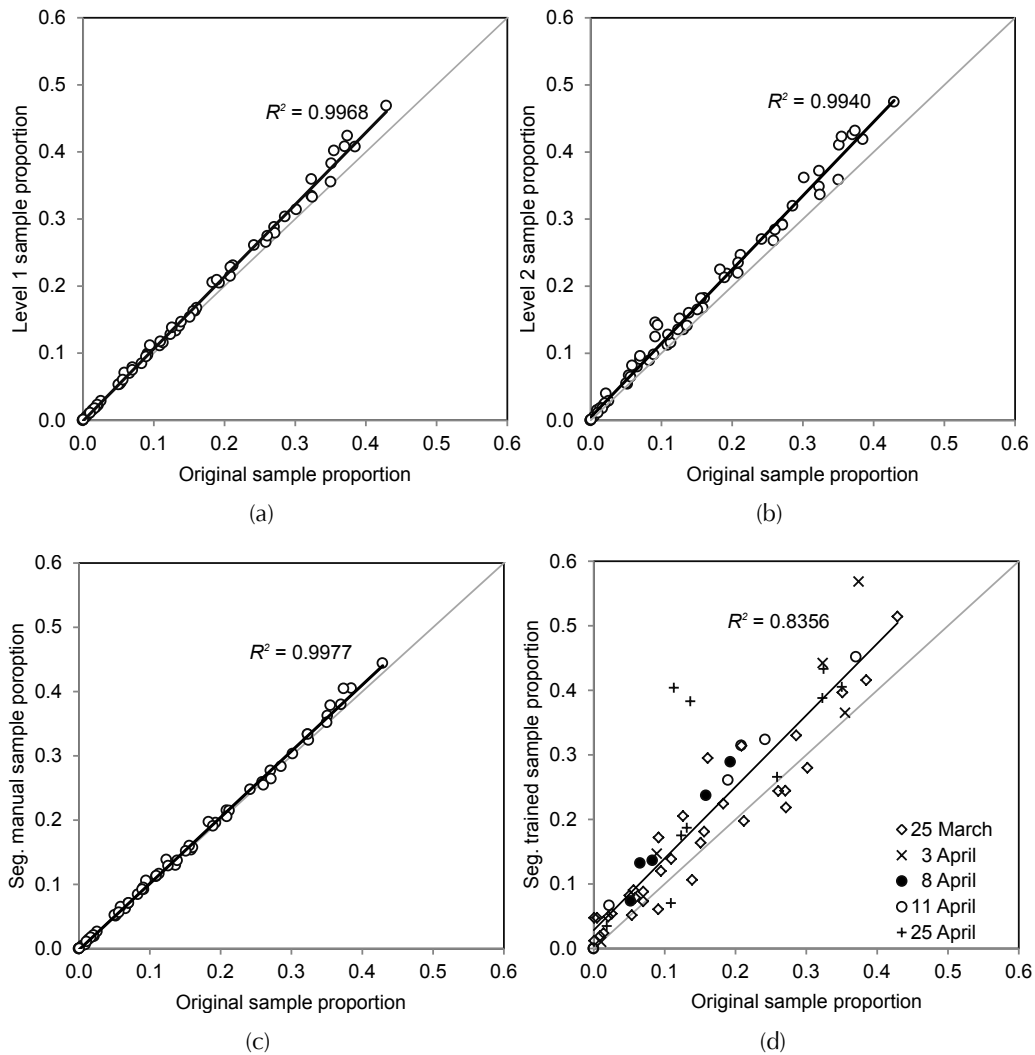 0.6
0.5
0.4
0.3
0.2
0.1
0.0
Level 1 sample proportion
R² = 0.9968
0.0 0.1 0.2 0.3 0.4 0.5 0.6
Original sample proportion
(a)
0.6
0.5
0.4
0.3
0.2
0.1
0.0
Level 2 sample proportion
R² = 0.9940
0.0 0.1 0.2 0.3 0.4 0.5 0.6
Original sample proportion
(b)
0.6
0.5
0.4
0.3
0.2
0.1
0.0
Seg. manual sample poroption
R² = 0.9977
0.0 0.1 0.2 0.3 0.4 0.5 0.6
Original sample proportion
(c)
0.6
0.5
0.4
0.3
0.2
0.1
0.0
Seg. trained sample proportion
R² = 0.8356
25 March
3 April
8 April
11 April
25 April
0.0 0.1 0.2 0.3 0.4 0.5 0.6
Original sample proportion
(d)